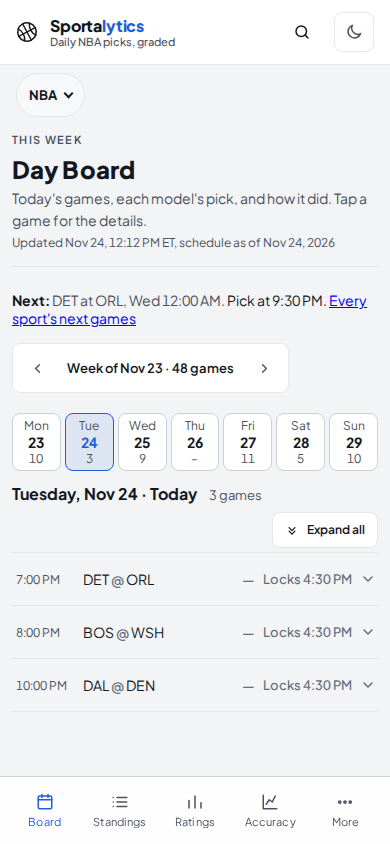 Sportalytics
Daily NBA picks, graded
NBA
THIS WEEK
Day Board
Today's games, each model's pick, and how it did. Tap a
game for the details.
Updated Nov 24, 12:12 PM ET, schedule as of Nov 24, 2026
Next: DET at ORL, Wed 12:00 AM. Pick at 9:30 PM. Every
sport's next games
Week of Nov 23 · 48 games
Mon Tue Wed Thu Fri Sat Sun
23 24 25 26 27 28 29
10 3 9 – 11 5 10
Tuesday, Nov 24 · Today 3 games
Expand all
7:00 PM DET @ ORL — Locks 4:30 PM
8:00 PM BOS @ WSH — Locks 4:30 PM
10:00 PM DAL @ DEN — Locks 4:30 PM
Board Standings Ratings Accuracy More